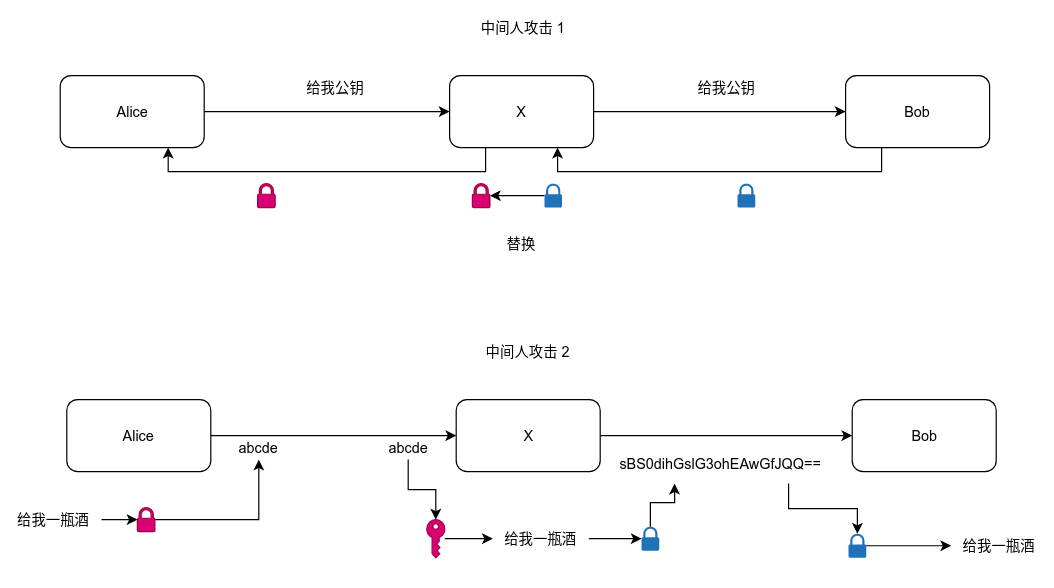 中间人攻击 1
给我公钥
给我公钥
Alice
X
Bob
替换
中间人攻击 2
Alice
X
Bob
abcde
abcde
sBS0dihGslG3ohEAwGfJQQ==
给我一瓶酒
给我一瓶酒
给我一瓶酒